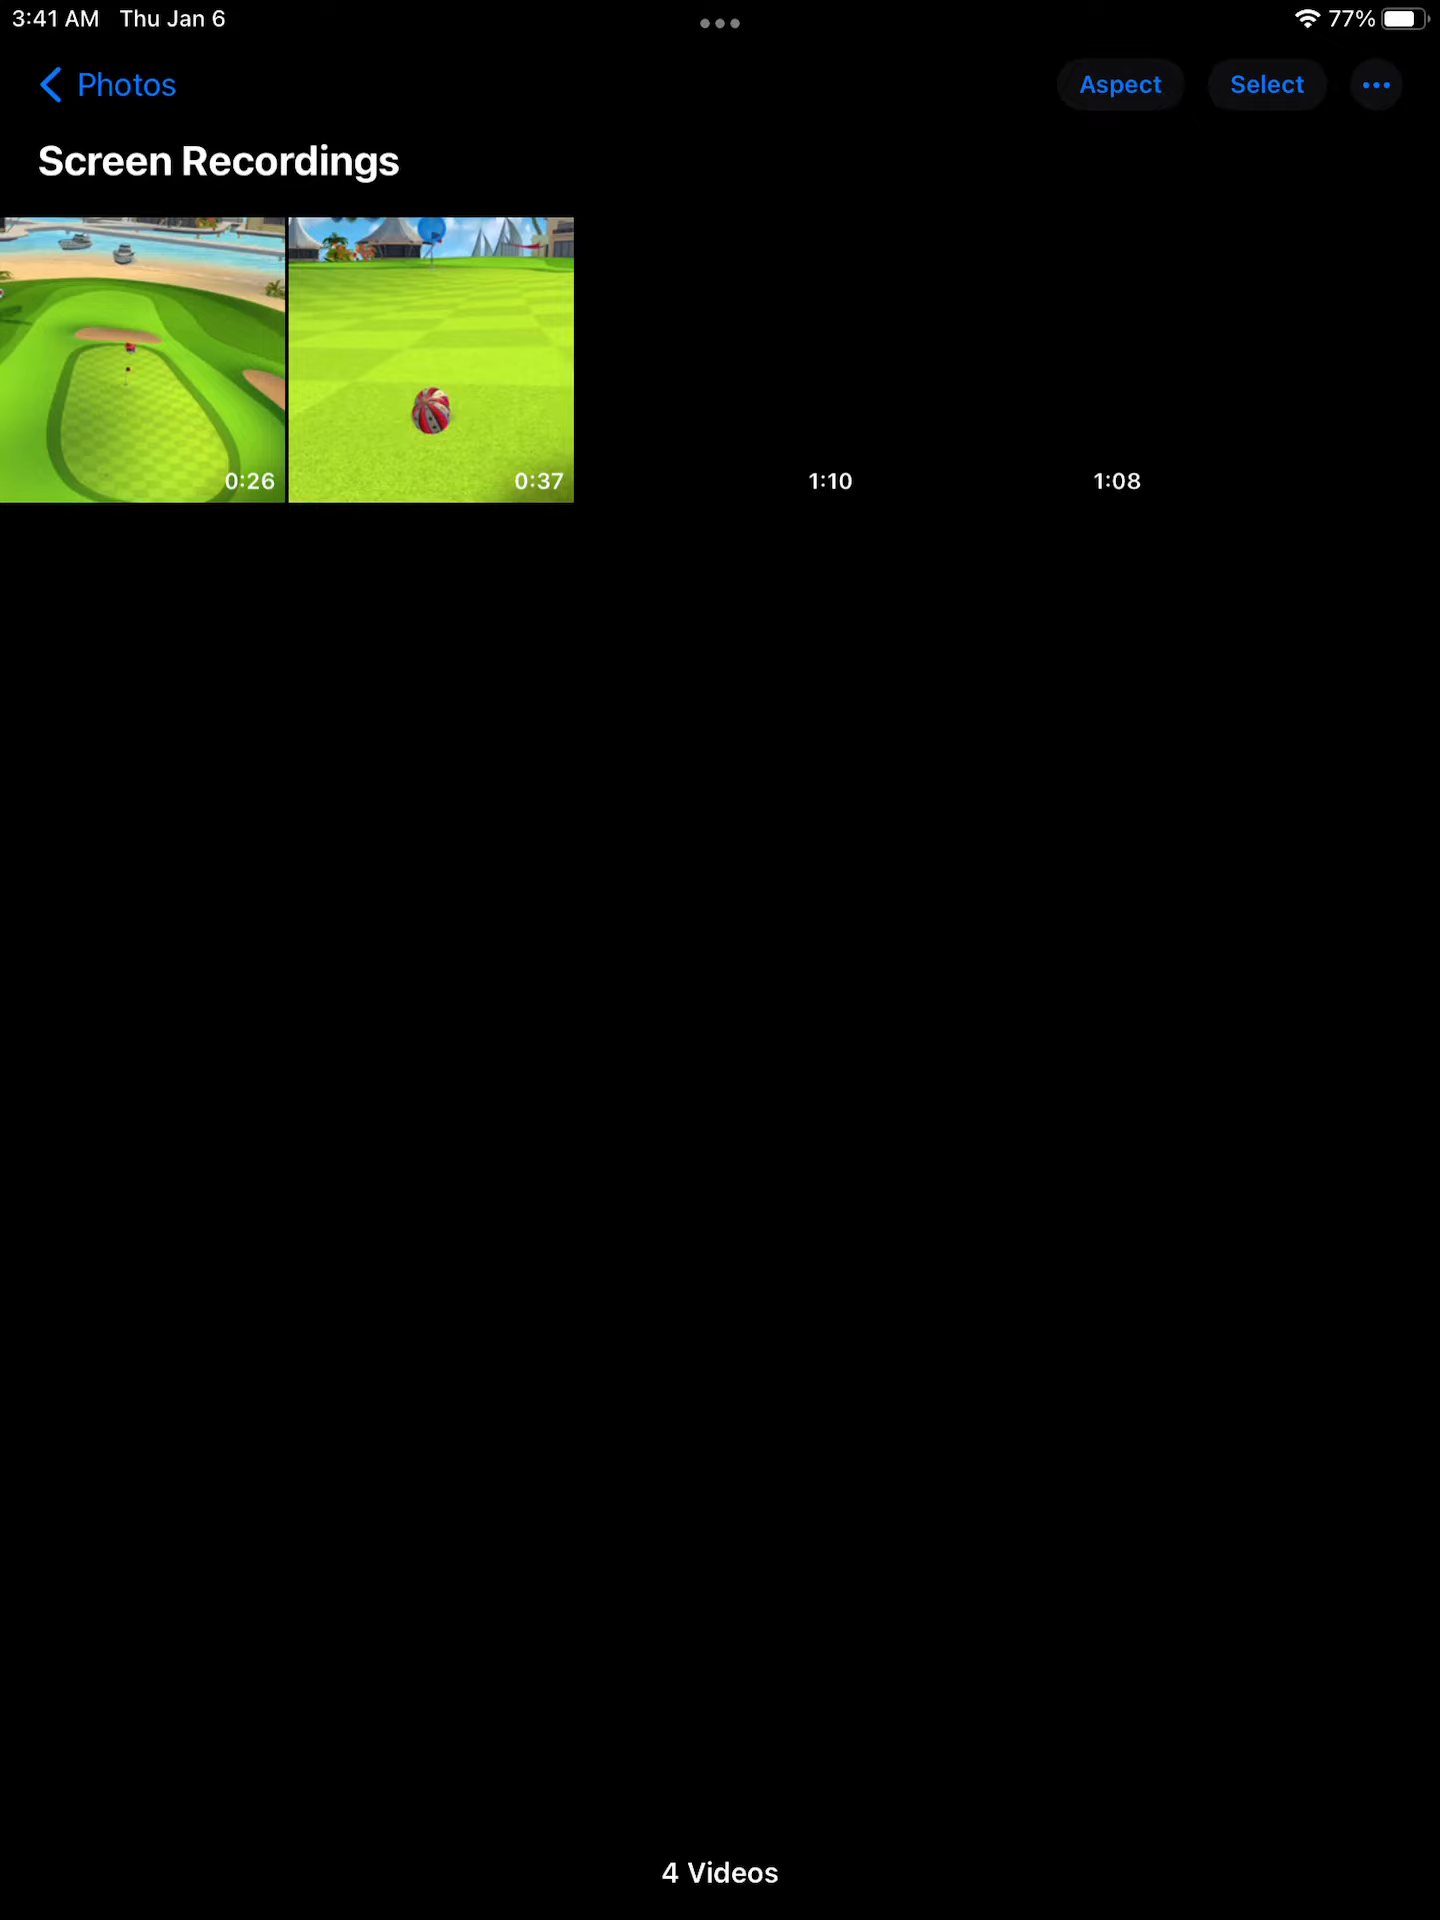 3:41 AM Thu Jan 6
77%
Photos
Aspect
Select
Screen Recordings
0:26
0:37
1:10
1:08
4 Videos